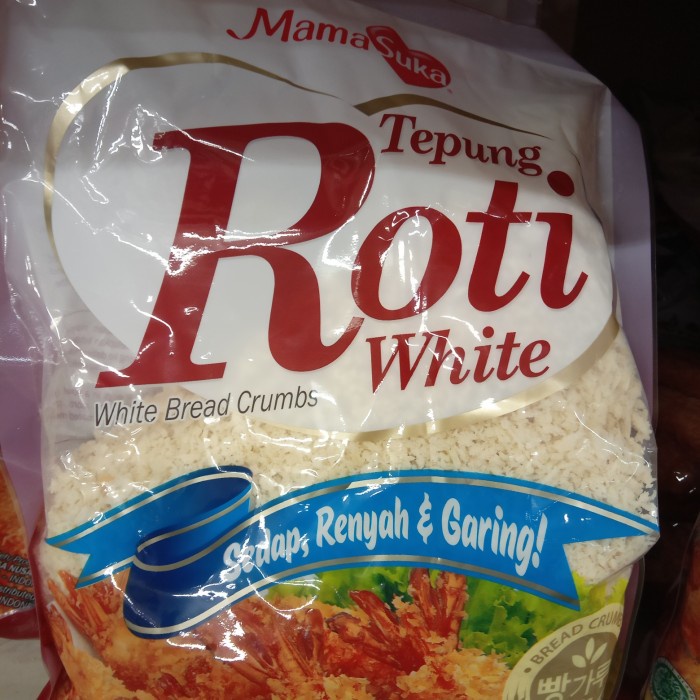 MamaSuka
Tepung
Roti
White
White Bread Crumbs
Sedap, Renyah & Garing!
BREAD CRUMB
빵가루